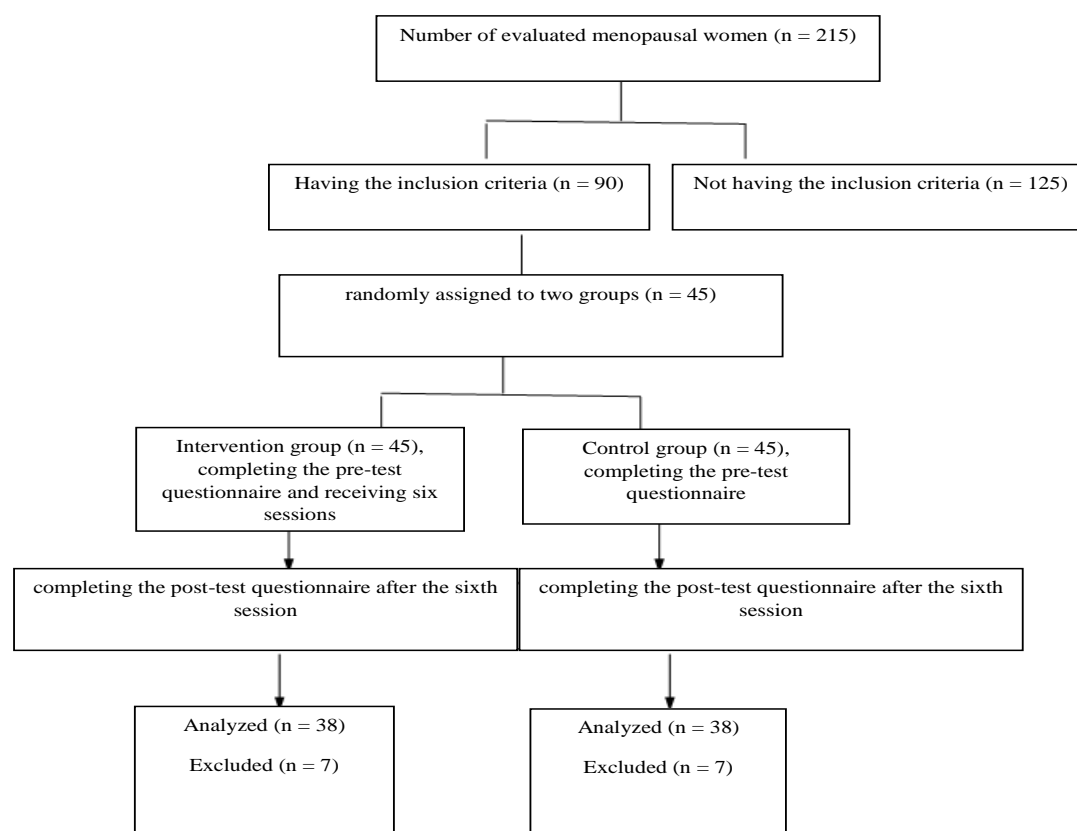 Number of evaluated menopausal women (n = 215)
Having the inclusion criteria (n = 90)
Not having the inclusion criteria (n = 125)
randomly assigned to two groups (n = 45)
Intervention group (n = 45),
completing the pre-test
questionnaire and receiving six
sessions
Control group (n = 45),
completing the pre-test
questionnaire
completing the post-test questionnaire after the sixth
session
completing the post-test questionnaire after the sixth
session
Analyzed (n = 38)
Excluded (n = 7)
Analyzed (n = 38)
Excluded (n = 7)